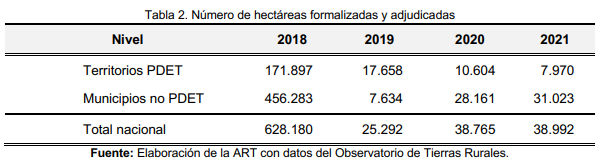 Tabla 2. Número de hectáreas formalizadas y adjudicadas
Nivel 2018 2019 2020 2021
Territorios PDET 171.897 17.658 10.604 7.970
Municipios no PDET 456.283 7.634 28.161 31.023
Total nacional 628.180 25.292 38.765 38.992
Fuente: Elaboración de la ART con datos del Observatorio de Tierras Rurales.